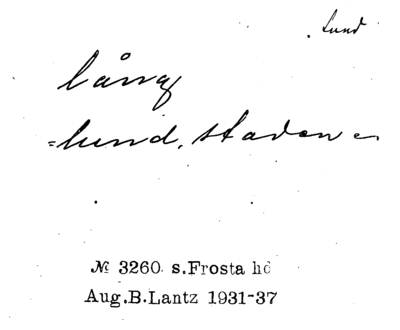 Lund
lång
=lund, staden
№ 3260 s.Frosta hd
Aug.B.Lantz 1931-37